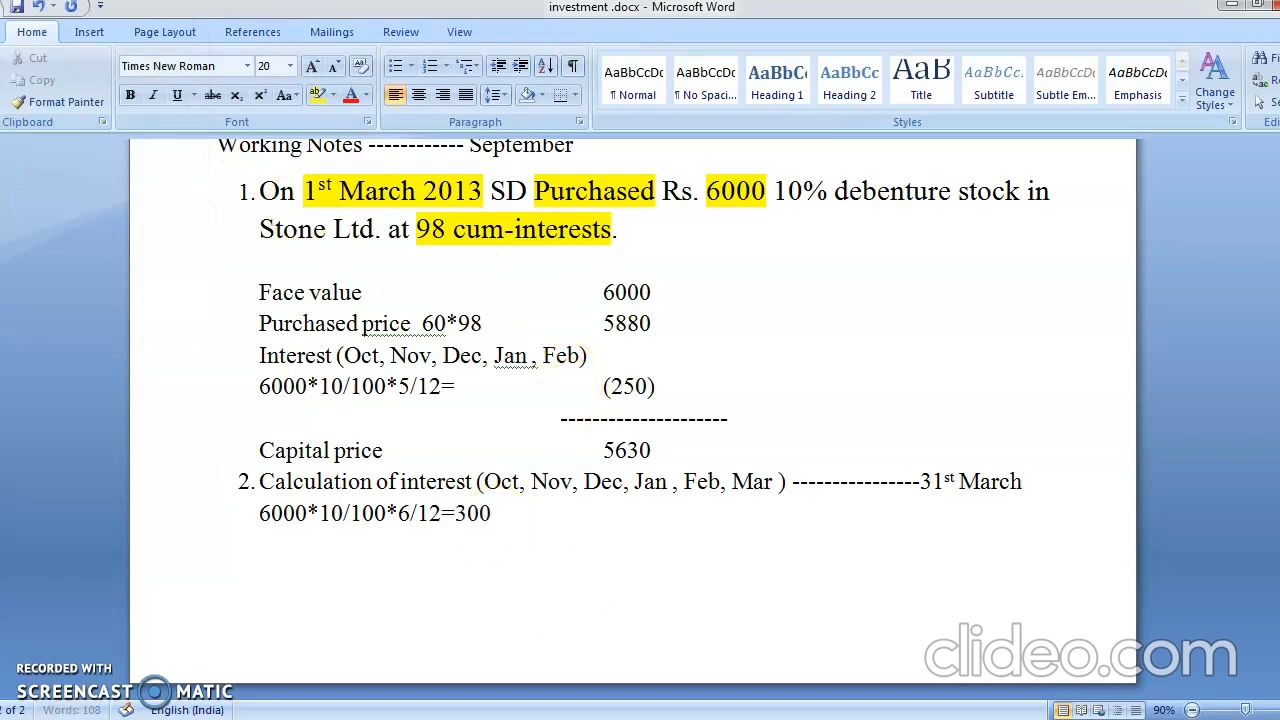 investment .docx - Microsoft Word
Home Insert Page Layout References Mailings Review View
Cut
Copy
Format Painter
Clipboard
Times New Roman 20
Font
Paragraph
AaBbCcDc AaBbCcDc AaBbC AaBbCc AaB AaBbCc. AaBbCcDc AaBbCcDc
¶ Normal ¶ No Spaci... Heading 1 Heading 2 Title Subtitle Subtle Em... Emphasis
Change Styles
Styles
Working Notes ------------ September
1. On 1st March 2013 SD Purchased Rs. 6000 10% debenture stock in
Stone Ltd. at 98 cum-interests.
Face value 6000
Purchased price 60*98 5880
Interest (Oct, Nov, Dec, Jan , Feb)
6000*10/100*5/12= (250)
---------------------
Capital price 5630
2. Calculation of interest (Oct, Nov, Dec, Jan , Feb, Mar ) ----------------31st March
6000*10/100*6/12=300
clideo.com
RECORDED WITH
SCREENCAST MATIC
2 of 2 Words: 108 English (India) 90%